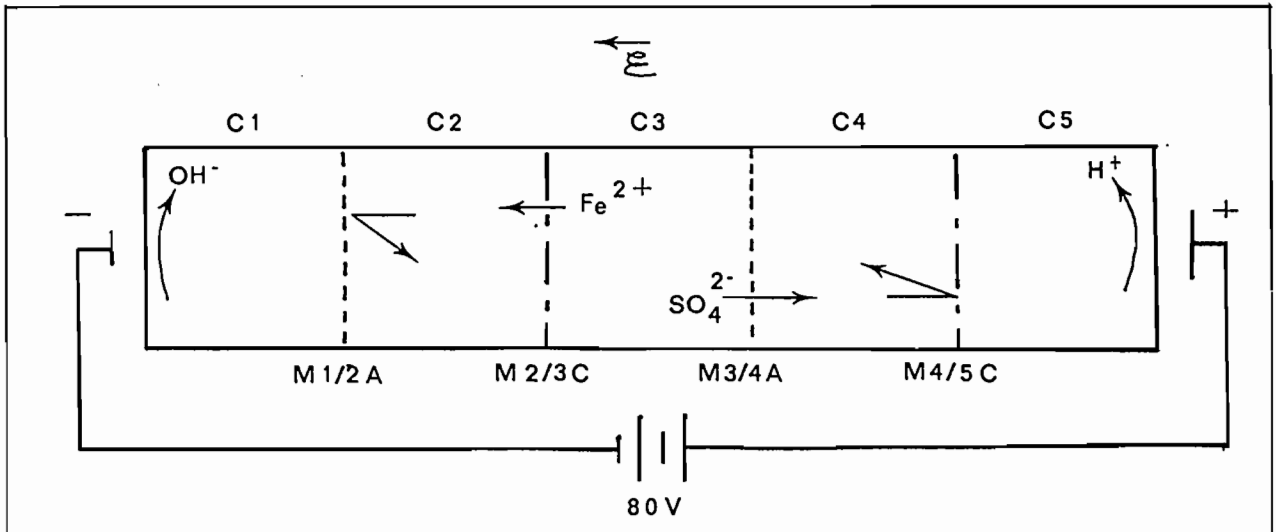 ℰ
C1 C2 C3 C4 C5
OH⁻ H⁺
− Fe²⁺ +
SO₄²⁻
M1/2A M2/3C M3/4A M4/5C
80V